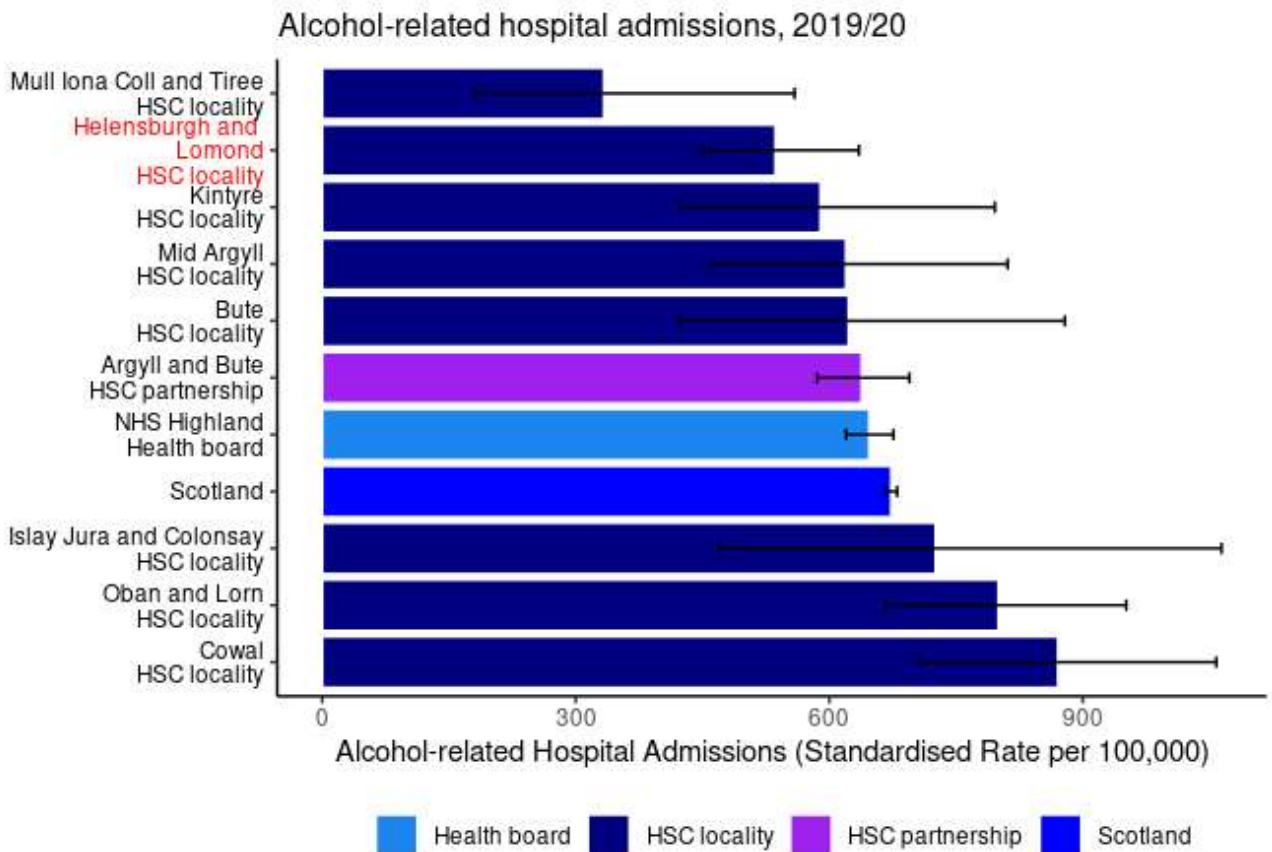 Alcohol-related hospital admissions, 2019/20
Mull Iona Coll and Tiree
HSC locality
Helensburgh and
Lomond
HSC locality
Kintyre
HSC locality
Mid Argyll
HSC locality
Bute
HSC locality
Argyll and Bute
HSC partnership
NHS Highland
Health board
Scotland
Islay Jura and Colonsay
HSC locality
Oban and Lorn
HSC locality
Cowal
HSC locality
0 300 600 900
Alcohol-related Hospital Admissions (Standardised Rate per 100,000)
Health board HSC locality HSC partnership Scotland